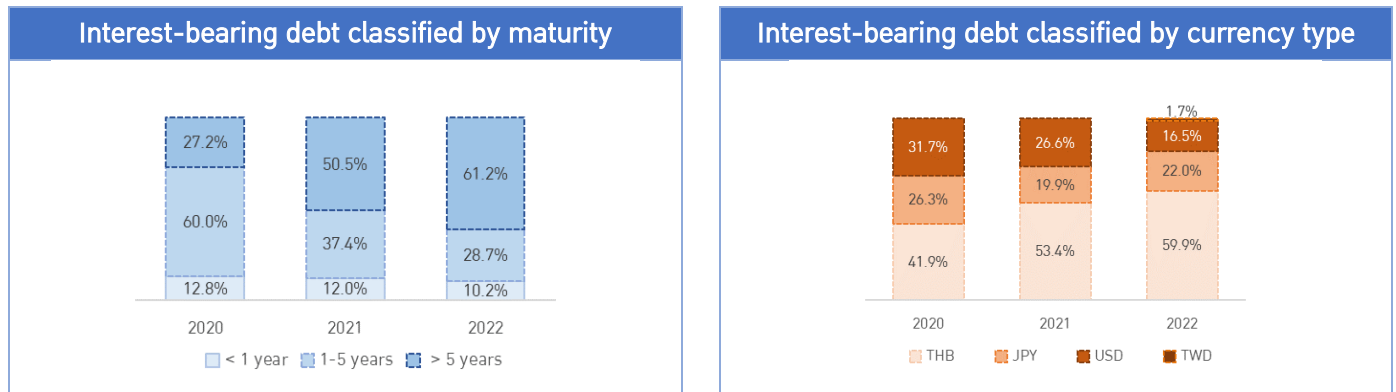 Interest-bearing debt classified by maturity
27.2%
50.5%
61.2%
60.0%
37.4%
28.7%
12.8%
12.0%
10.2%
2020
2021
2022
< 1 year
1-5 years
> 5 years
Interest-bearing debt classified by currency type
1.7%
31.7%
26.6%
16.5%
26.3%
19.9%
22.0%
41.9%
53.4%
59.9%
2020
2021
2022
THB
JPY
USD
TWD